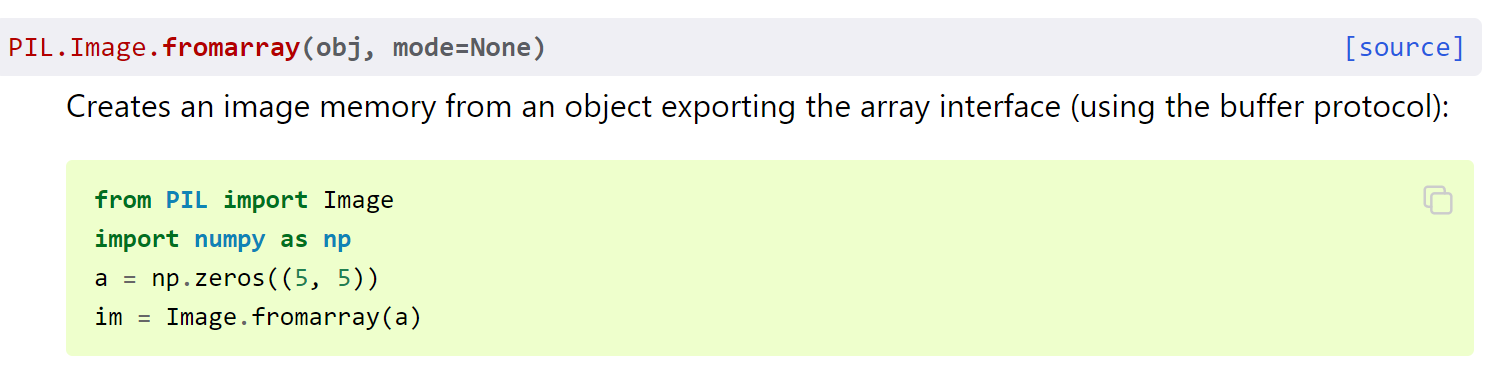 PIL.Image.fromarray(obj, mode=None) [source]
Creates an image memory from an object exporting the array interface (using the buffer protocol):
from PIL import Image
import numpy as np
a = np.zeros((5, 5))
im = Image.fromarray(a)